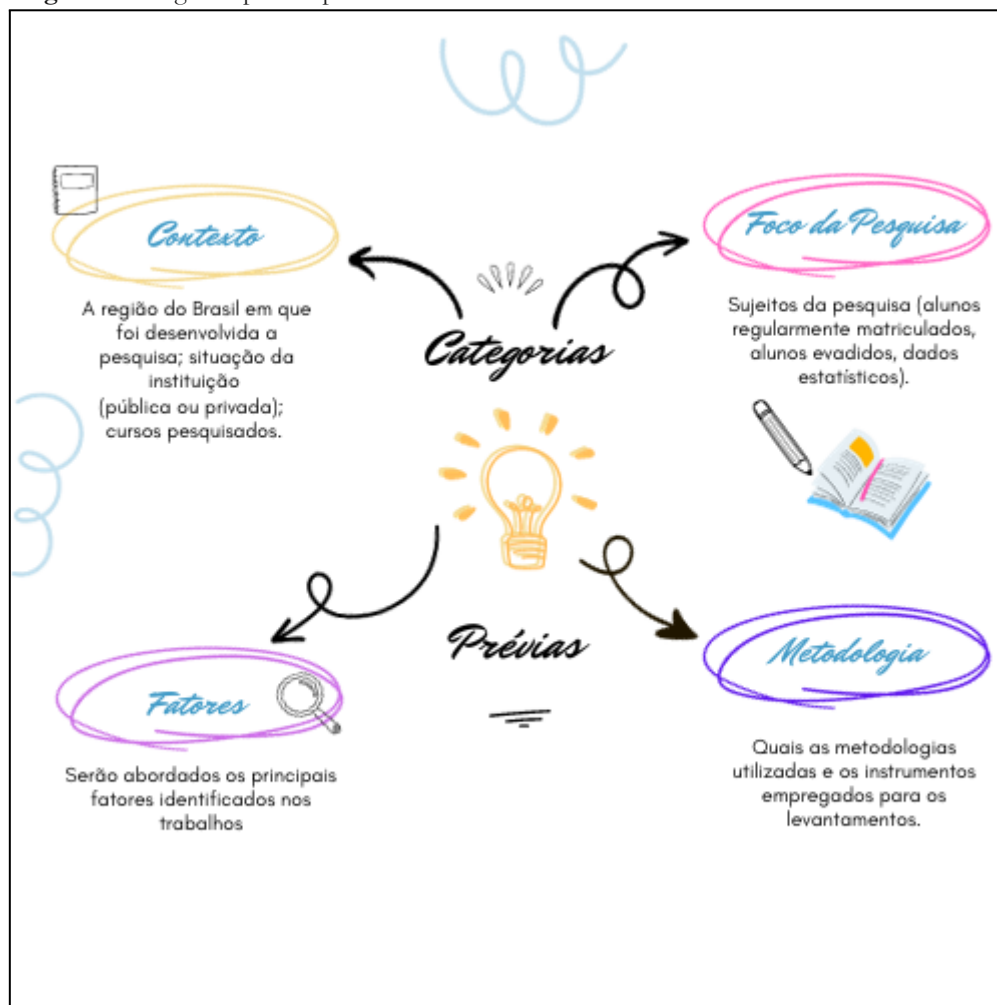 Contexto
A região do Brasil em que
foi desenvolvida a
pesquisa; situação da
instituição
(pública ou privada);
cursos pesquisados.
Categorias
Foco da Pesquisa
Sujeitos da pesquisa (alunos
regularmente matriculados,
alunos evadidos, dados
estatísticos).
Fatores
Serão abordados os principais
fatores identificados nos
trabalhos
Prévias
Metodologia
Quais as metodologias
utilizadas e os instrumentos
empregados para os
levantamentos.